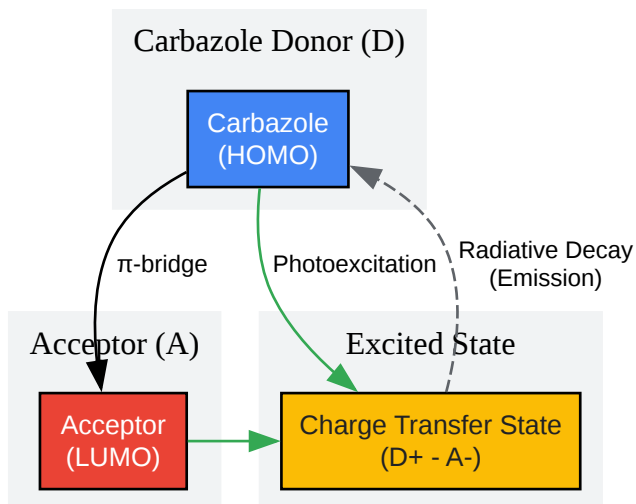 Carbazole Donor (D)
Carbazole
(HOMO)
π-bridge
Photoexcitation
Radiative Decay
(Emission)
Acceptor (A)
Excited State
Acceptor
(LUMO)
Charge Transfer State
(D+ - A-)